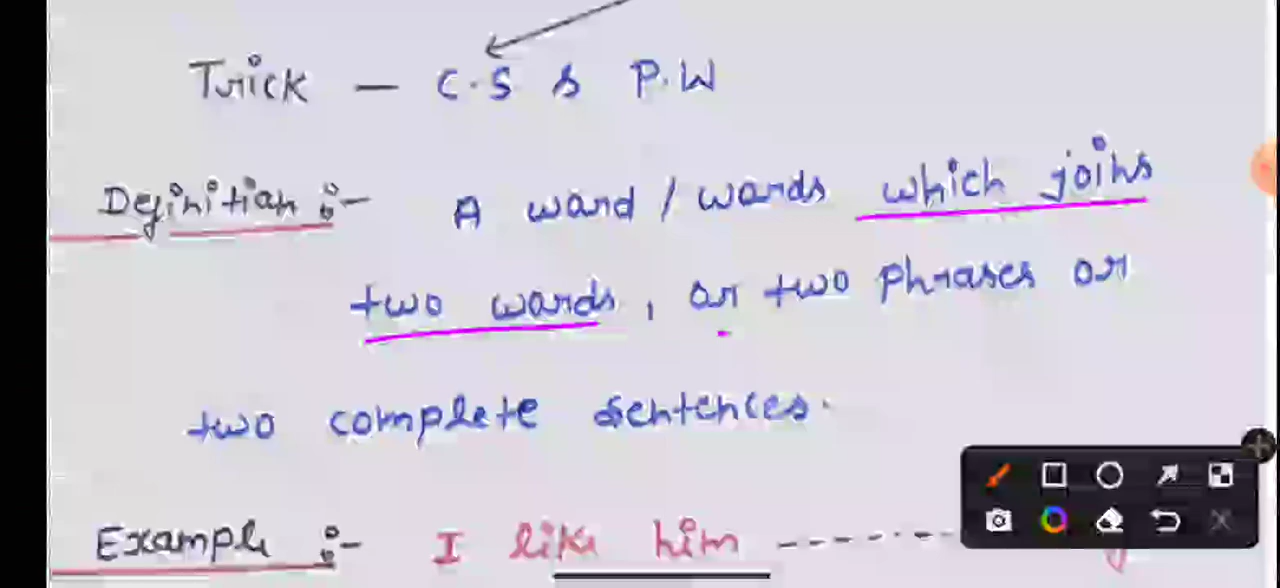 Trick - C.S & P.W
Definition :- A word / words which joins
two words, or two phrases or
two complete sentences.
Example :- I like him -------